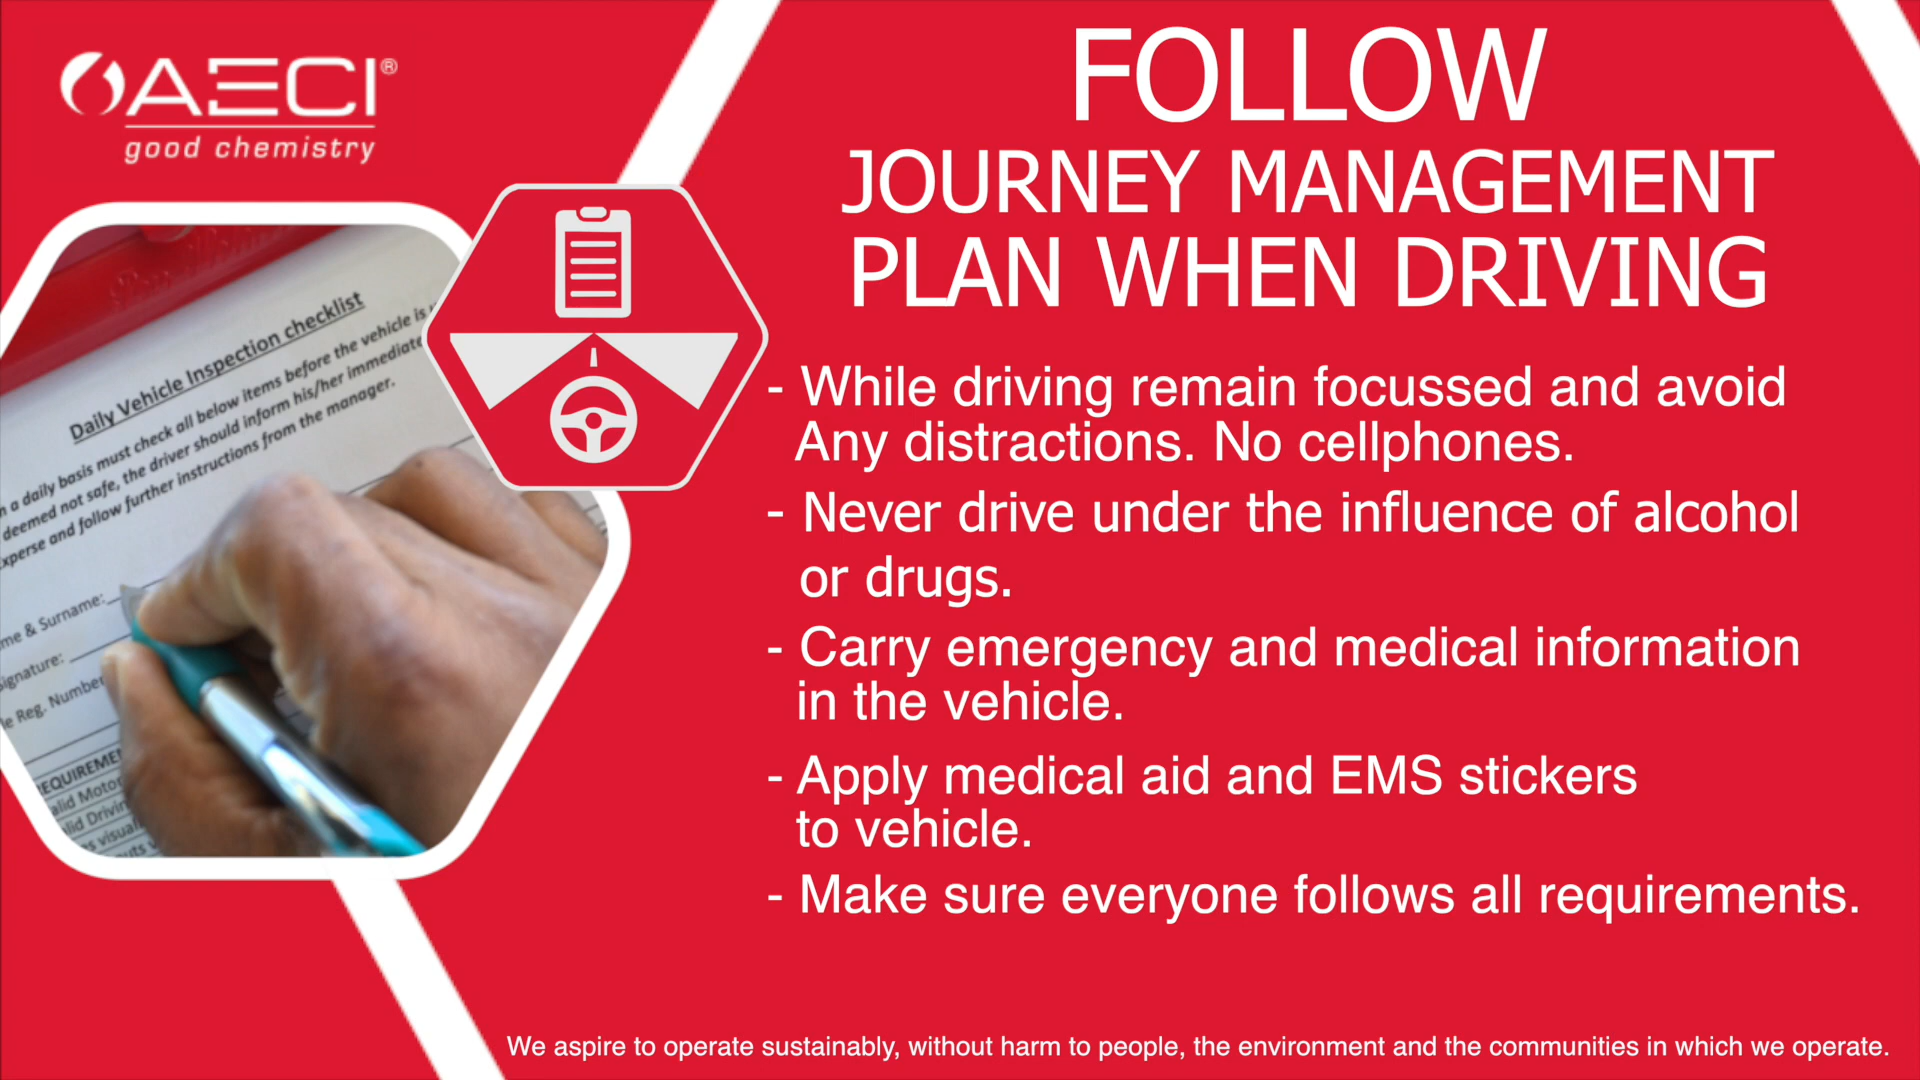 AECI®
good chemistry
FOLLOW
JOURNEY MANAGEMENT
PLAN WHEN DRIVING
- While driving remain focussed and avoid
Any distractions. No cellphones.
- Never drive under the influence of alcohol
or drugs.
- Carry emergency and medical information
in the vehicle.
- Apply medical aid and EMS stickers
to vehicle.
- Make sure everyone follows all requirements.
We aspire to operate sustainably, without harm to people, the environment and the communities in which we operate.
Daily Vehicle Inspection checklist
a daily basis must check all below items before the vehicle is
deemed not safe, the driver should inform his/her immediate
and follow further instructions from the manager.
& Surname:
Signature:
Reg. Number